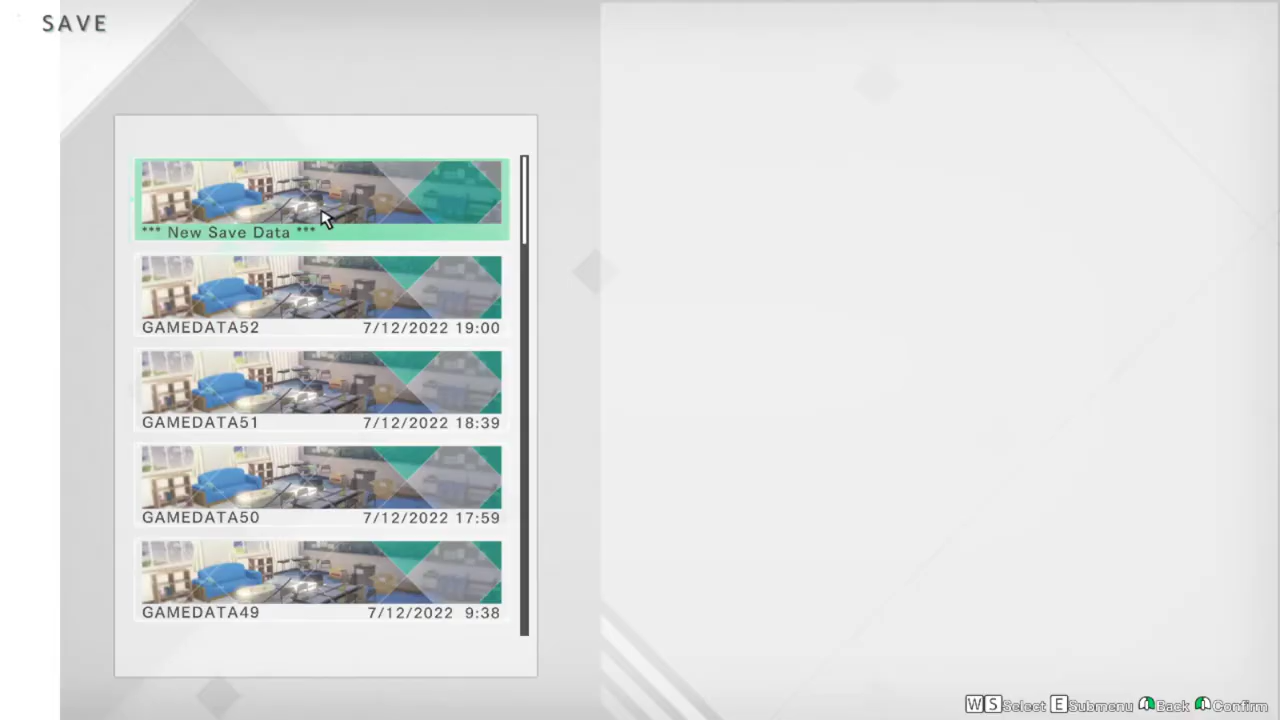 SAVE
*** New Save Data ***
GAMEDATA52 7/12/2022 19:00
GAMEDATA51 7/12/2022 18:39
GAMEDATA50 7/12/2022 17:59
GAMEDATA49 7/12/2022 9:38
W S Select E Submenu Back Confirm